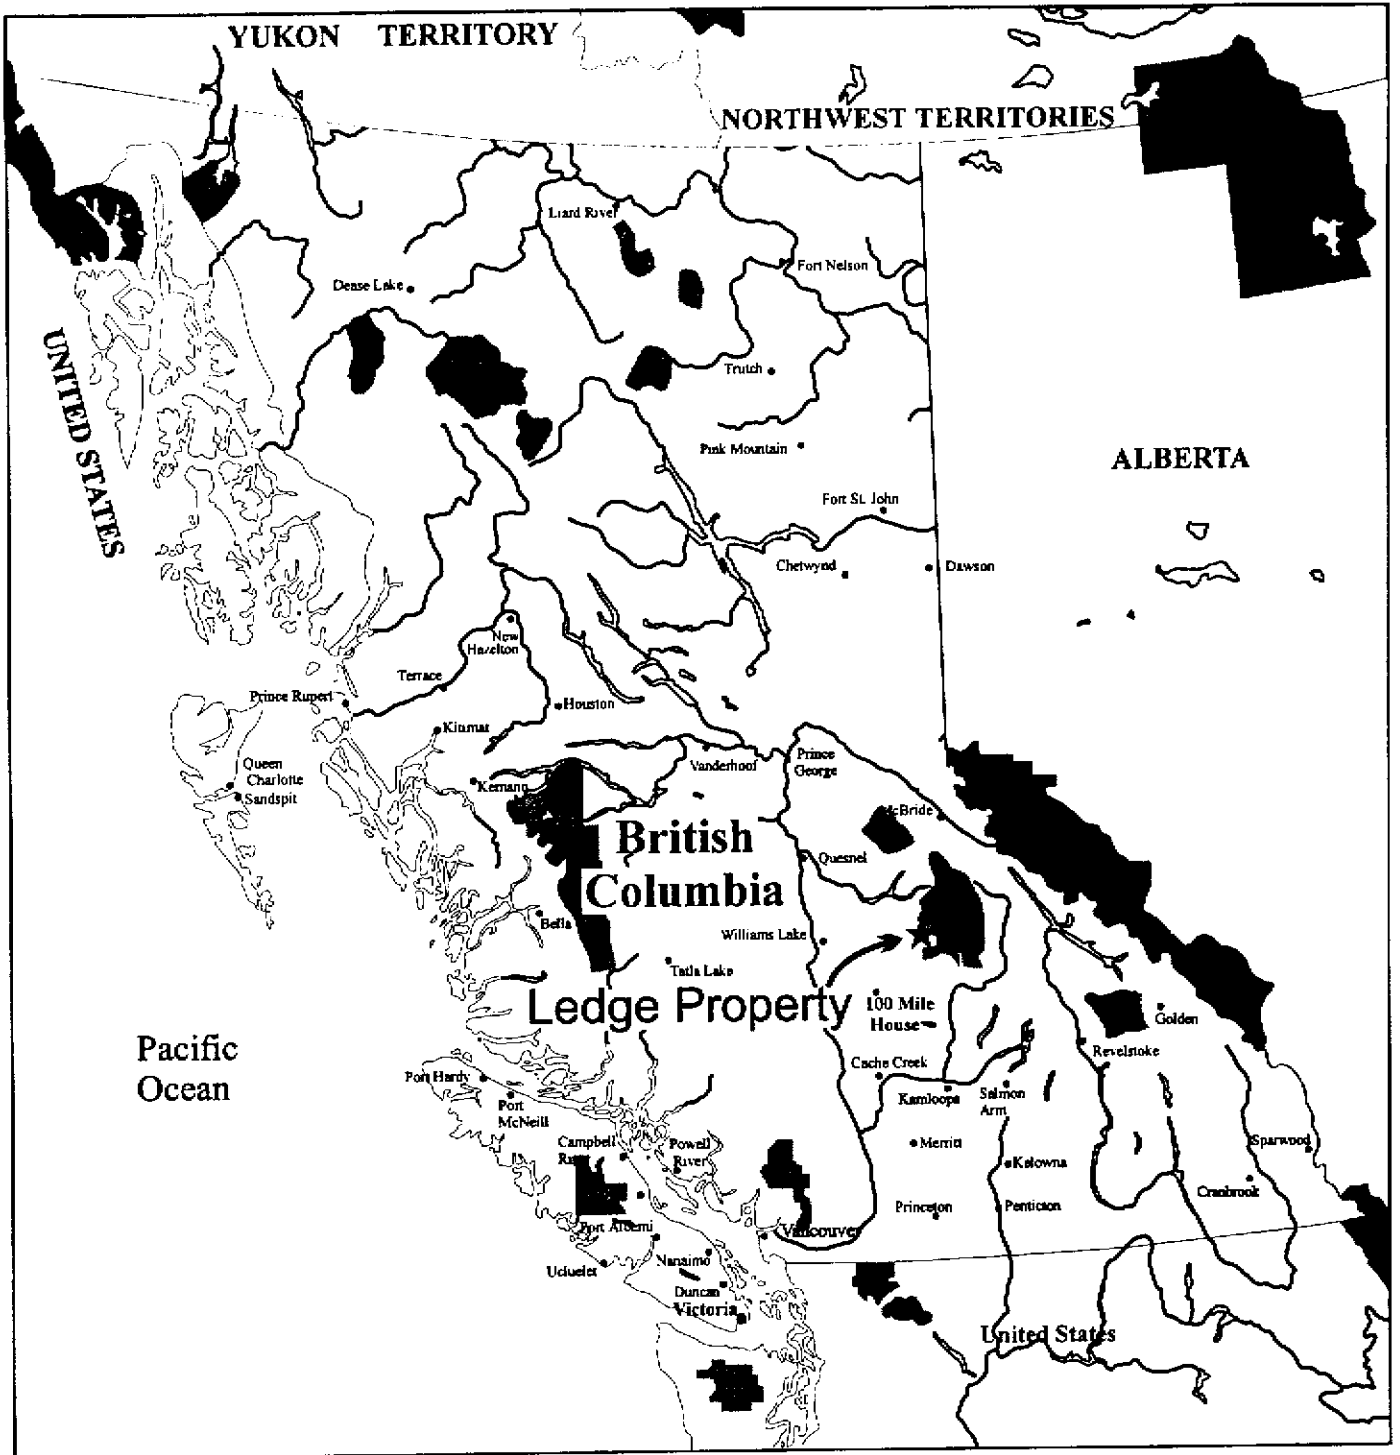 YUKON TERRITORY
NORTHWEST TERRITORIES
Liard River
Fort Nelson
Dease Lake
UNITED STATES
Trutch
Pink Mountain
ALBERTA
Fort St. John
Chetwynd
Dawson
New
Hazelton
Terrace
Prince Rupert
Houston
Kitimat
Queen
Charlotte
Sandspit
Kemano
Vanderhoof
Prince
George
McBride
British
Columbia
Quesnel
Bella
Williams Lake
Tatla Lake
Ledge Property
100 Mile
House
Golden
Pacific
Ocean
Revelstoke
Port Hardy
Cache Creek
Port
McNeill
Kamloops
Salmon
Arm
Campbell
River
Powell
River
Merritt
Sparwood
Kelowna
Cranbrook
Princeton
Penticton
Port Alberni
Vancouver
Nanaimo
Ucluelet
Duncan
Victoria
United States